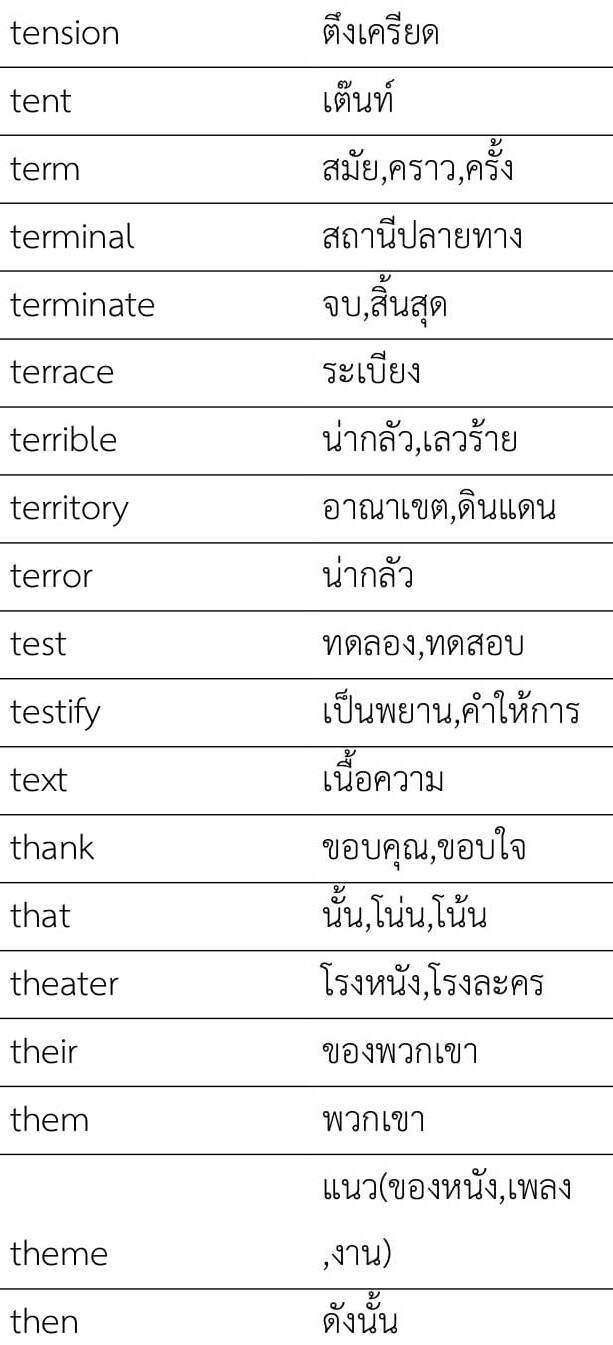 tension ตึงเครียด
tent เต๊นท์
term สมัย,คราว,ครั้ง
terminal สถานีปลายทาง
terminate จบ,สิ้นสุด
terrace ระเบียง
terrible น่ากลัว,เลวร้าย
territory อาณาเขต,ดินแดน
terror น่ากลัว
test ทดลอง,ทดสอบ
testify เป็นพยาน,คำให้การ
text เนื้อความ
thank ขอบคุณ,ขอบใจ
that นั้น,โน่น,โน้น
theater โรงหนัง,โรงละคร
their ของพวกเขา
them พวกเขา
แนว(ของหนัง,เพลง
theme ,งาน)
then ดังนั้น